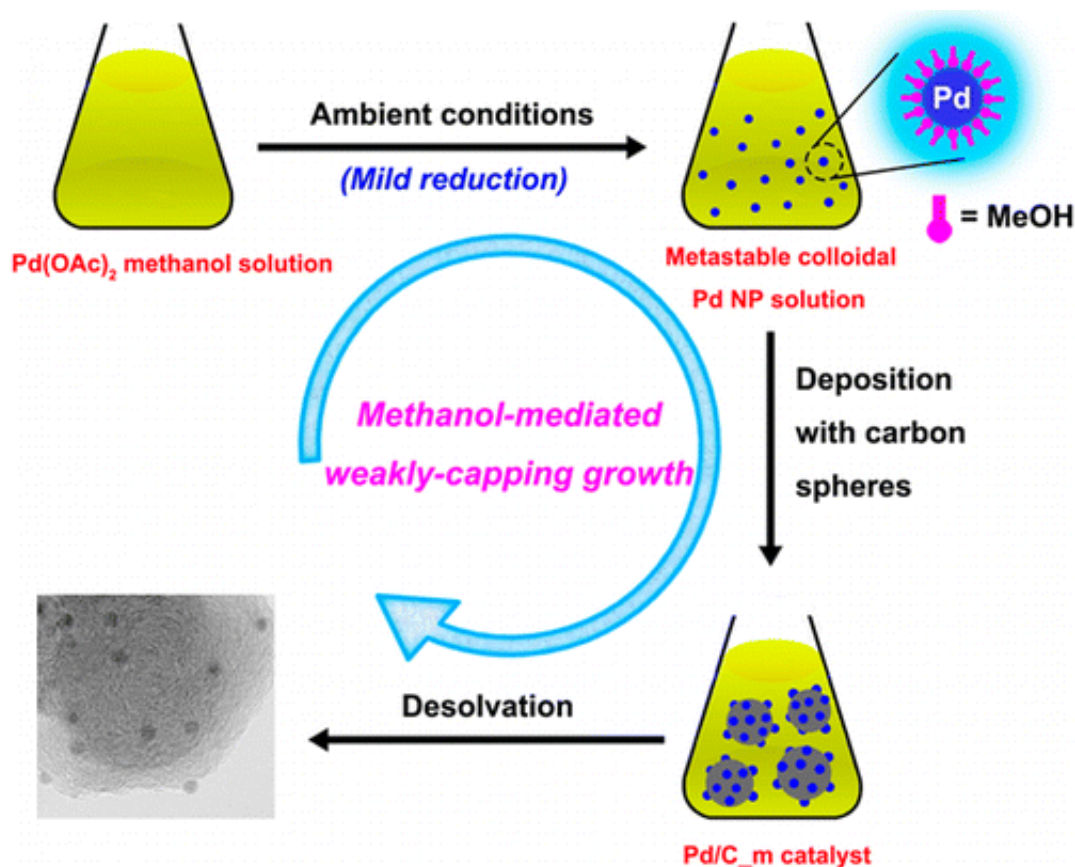 Ambient conditions
(Mild reduction)
Pd
= MeOH
Pd(OAc)₂ methanol solution
Metastable colloidal
Pd NP solution
Methanol-mediated
weakly-capping growth
Deposition
with carbon
spheres
Desolvation
Pd/C_m catalyst